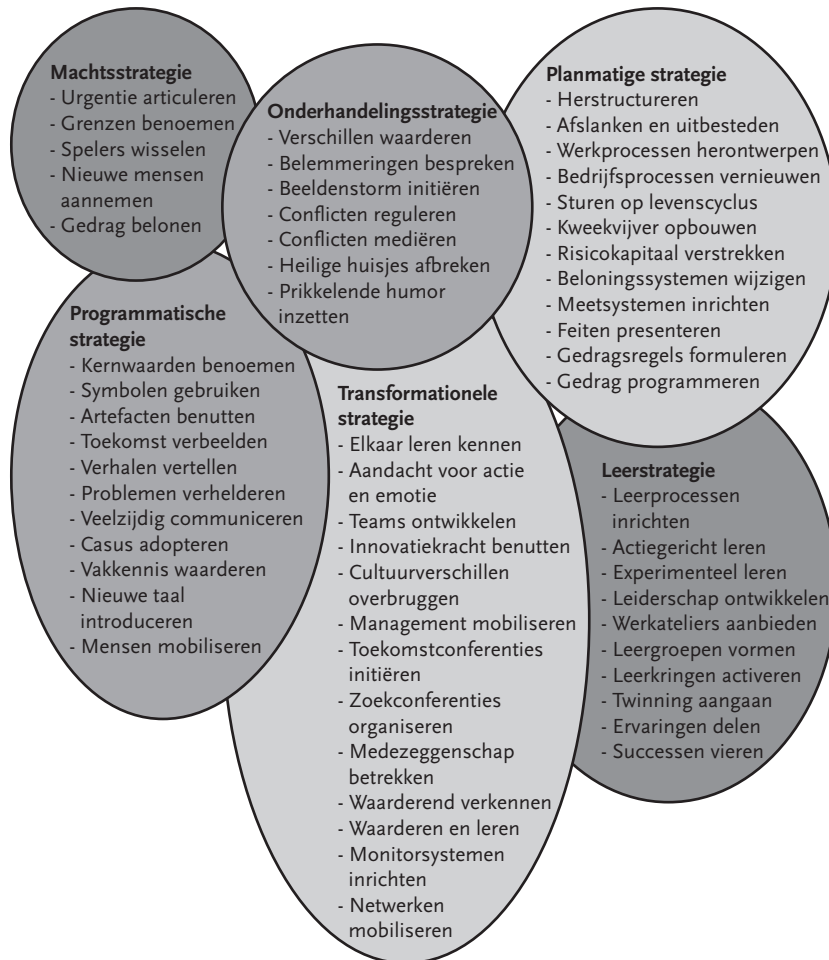 Machtsstrategie
- Urgentie articuleren
- Grenzen benoemen
- Spelers wisselen
- Nieuwe mensen
aannemen
- Gedrag belonen
Onderhandelingsstrategie
- Verschillen waarderen
- Belemmeringen bespreken
- Beeldenstorm initiëren
- Conflicten reguleren
- Conflicten mediëren
- Heilige huisjes afbreken
- Prikkelende humor
inzetten
Planmatige strategie
- Herstructureren
- Afslanken en uitbesteden
- Werkprocessen herontwerpen
- Bedrijfsprocessen vernieuwen
- Sturen op levenscyclus
- Kweekvijver opbouwen
- Risicokapitaal verstrekken
- Beloningssystemen wijzigen
- Meetsystemen inrichten
- Feiten presenteren
- Gedragsregels formuleren
- Gedrag programmeren
Programmatische
strategie
- Kernwaarden benoemen
- Symbolen gebruiken
- Artefacten benutten
- Toekomst verbeelden
- Verhalen vertellen
- Problemen verhelderen
- Veelzijdig communiceren
- Casus adopteren
- Vakkennis waarderen
- Nieuwe taal
introduceren
- Mensen mobiliseren
Transformationele
strategie
- Elkaar leren kennen
- Aandacht voor actie
en emotie
- Teams ontwikkelen
- Innovatiekracht benutten
- Cultuurverschillen
overbruggen
- Management mobiliseren
- Toekomstconferenties
initiëren
- Zoekconferenties
organiseren
- Medezeggenschap
betrekken
- Waarderend verkennen
- Waarderen en leren
- Monitorsystemen
inrichten
- Netwerken
mobiliseren
Leerstrategie
- Leerprocessen
inrichten
- Actiegericht leren
- Experimenteel leren
- Leiderschap ontwikkelen
- Werkateliers aanbieden
- Leergroepen vormen
- Leerkringen activeren
- Twinning aangaan
- Ervaringen delen
- Successen vieren